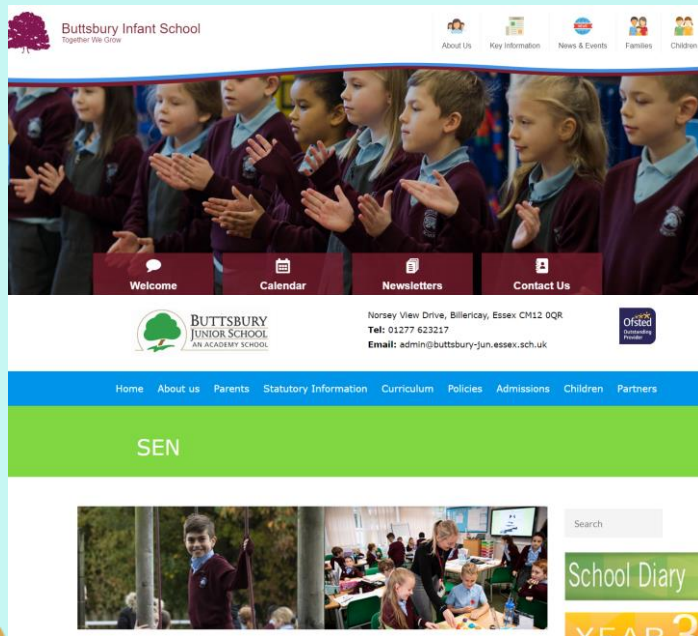 Buttsbury Infant School
Together We Grow
About Us Key Information News & Events Families Children
Welcome Calendar Newsletters Contact Us
BUTTSBURY
JUNIOR SCHOOL
AN ACADEMY SCHOOL
Norsey View Drive, Billericay, Essex CM12 0QR
Tel: 01277 623217
Email: admin@buttsbury-jun.essex.sch.uk
Ofsted
Outstanding
Provider
Home About us Parents Statutory Information Curriculum Policies Admissions Children Partners
SEN
Search
School Diary
YEAR 3